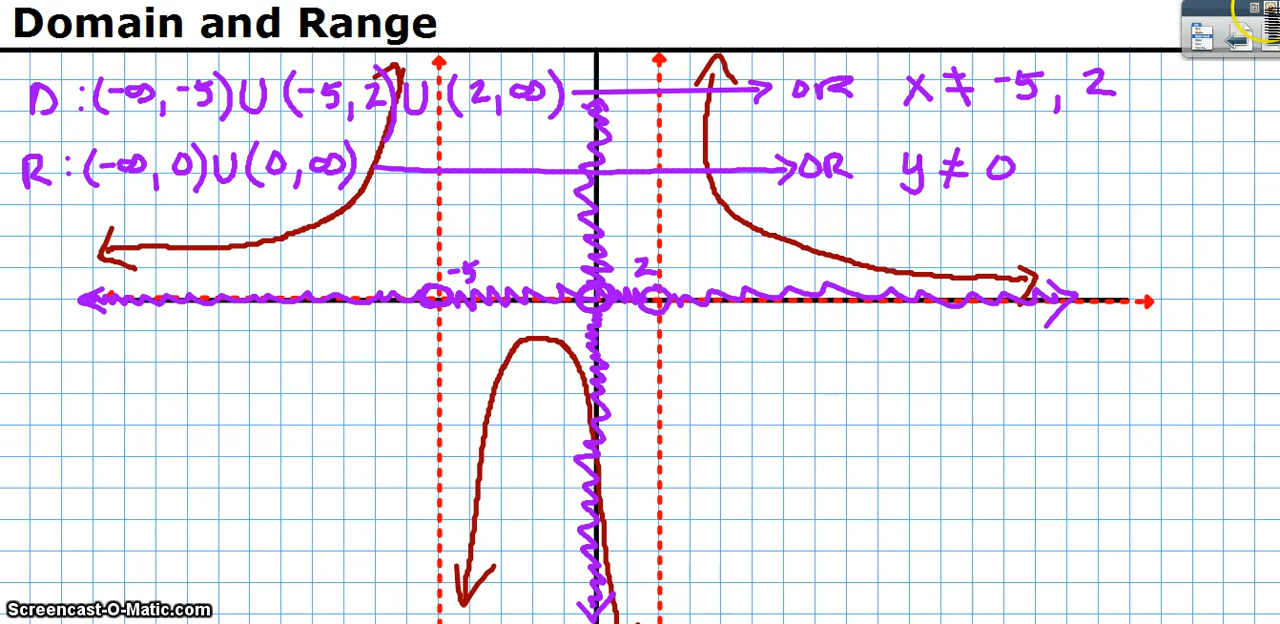 Domain and Range
D : (-∞, -5) U (-5, 2) U (2, ∞) → OR x ≠ -5, 2
R : (-∞, 0) U (0, ∞) → OR y ≠ 0
-5 2
Screencast-O-Matic.com